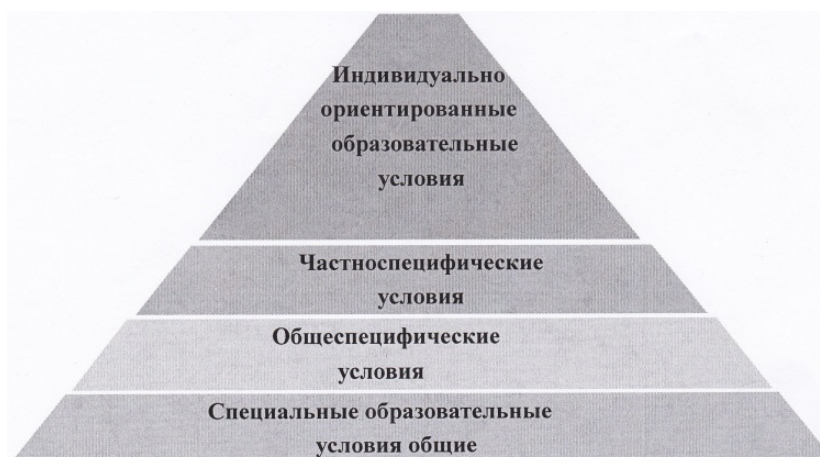 Индивидуально
ориентированные
образовательные
условия
Частноспецифические
условия
Общеспецифические
условия
Специальные образовательные
условия общие